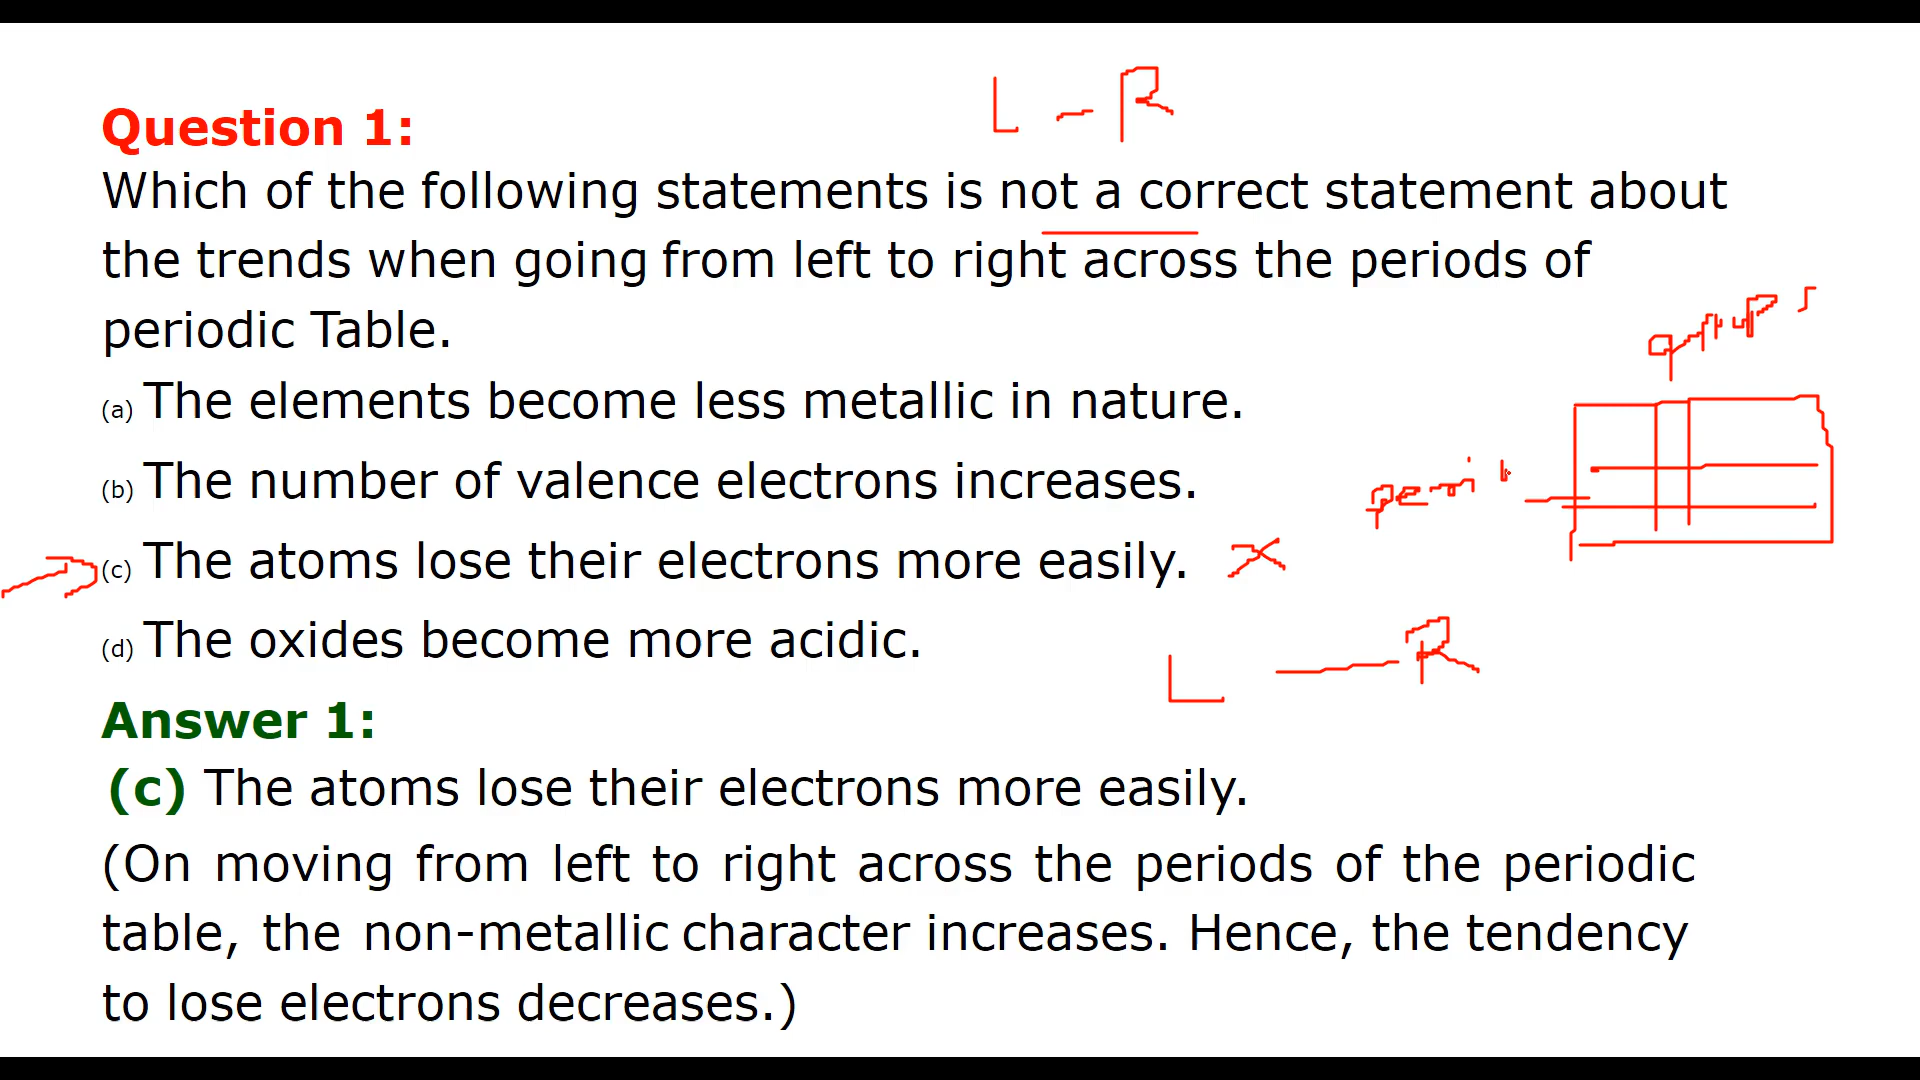 L - R
Question 1:
Which of the following statements is not a correct statement about
the trends when going from left to right across the periods of
periodic Table.
groups
(a) The elements become less metallic in nature.
(b) The number of valence electrons increases.
(c) The atoms lose their electrons more easily. X
(d) The oxides become more acidic.
L — R
Answer 1:
(c) The atoms lose their electrons more easily.
(On moving from left to right across the periods of the periodic
table, the non-metallic character increases. Hence, the tendency
to lose electrons decreases.)